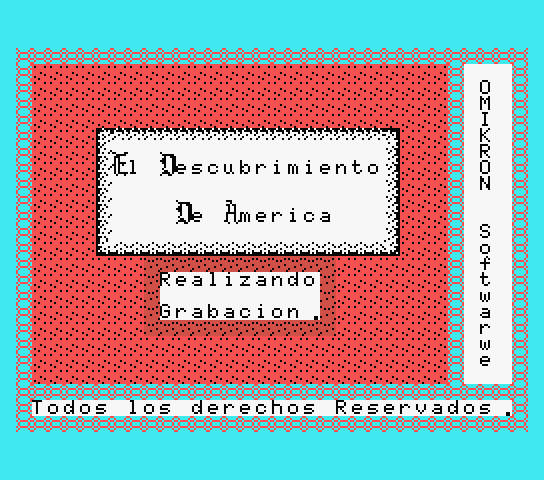 El Descubrimiento
De America
Realizando
Grabacion .
OMIKRON Softwarwe
Todos los derechos Reservados .